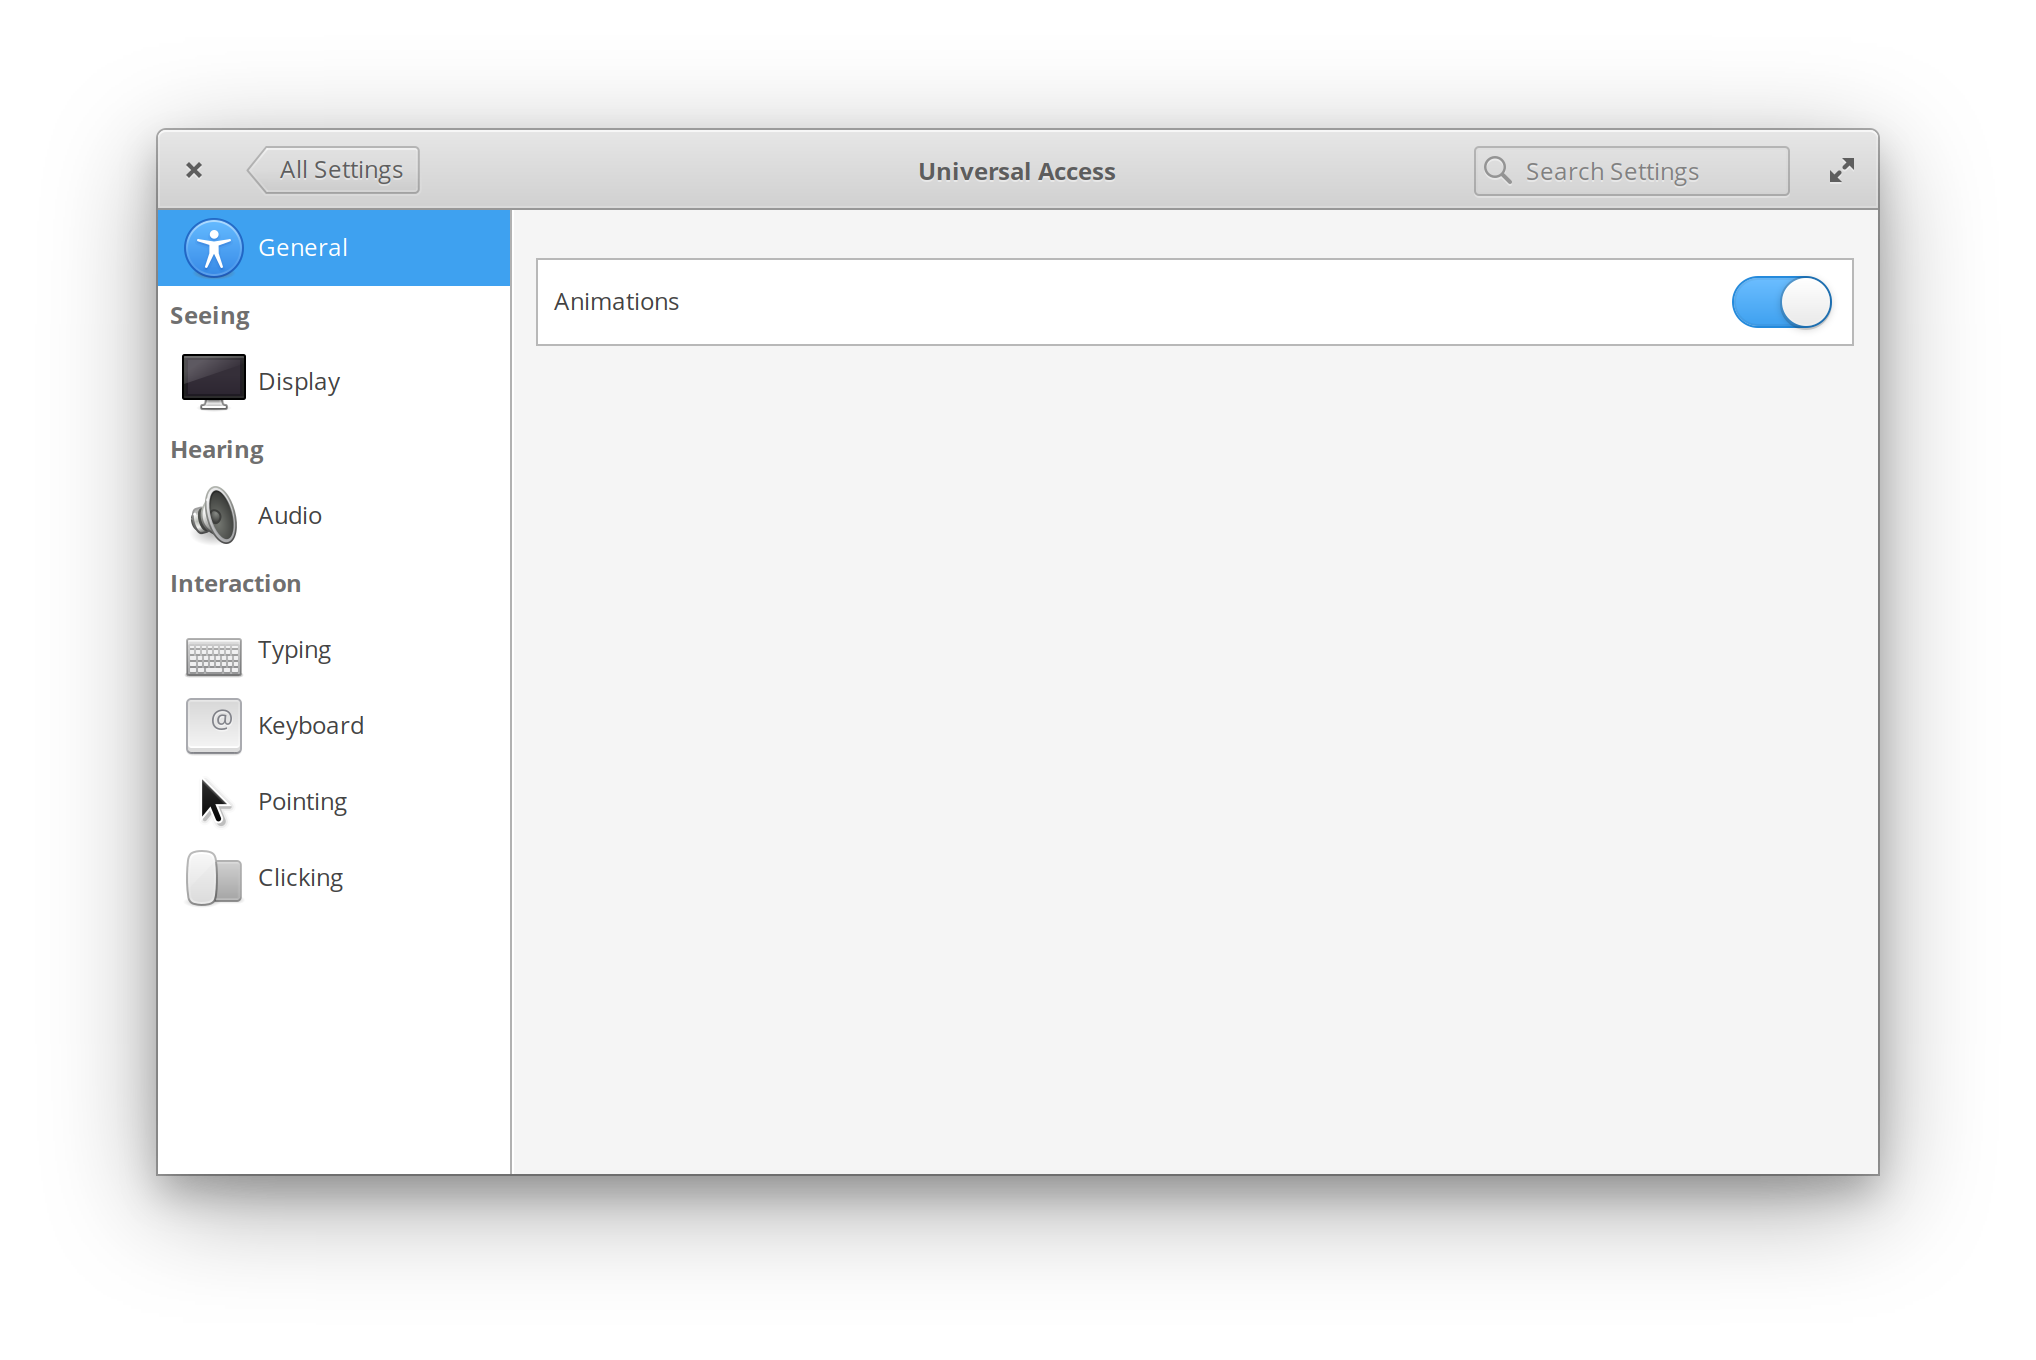 All Settings
Universal Access
Search Settings
General
Animations
Seeing
Display
Hearing
Audio
Interaction
Typing
@
Keyboard
Pointing
Clicking